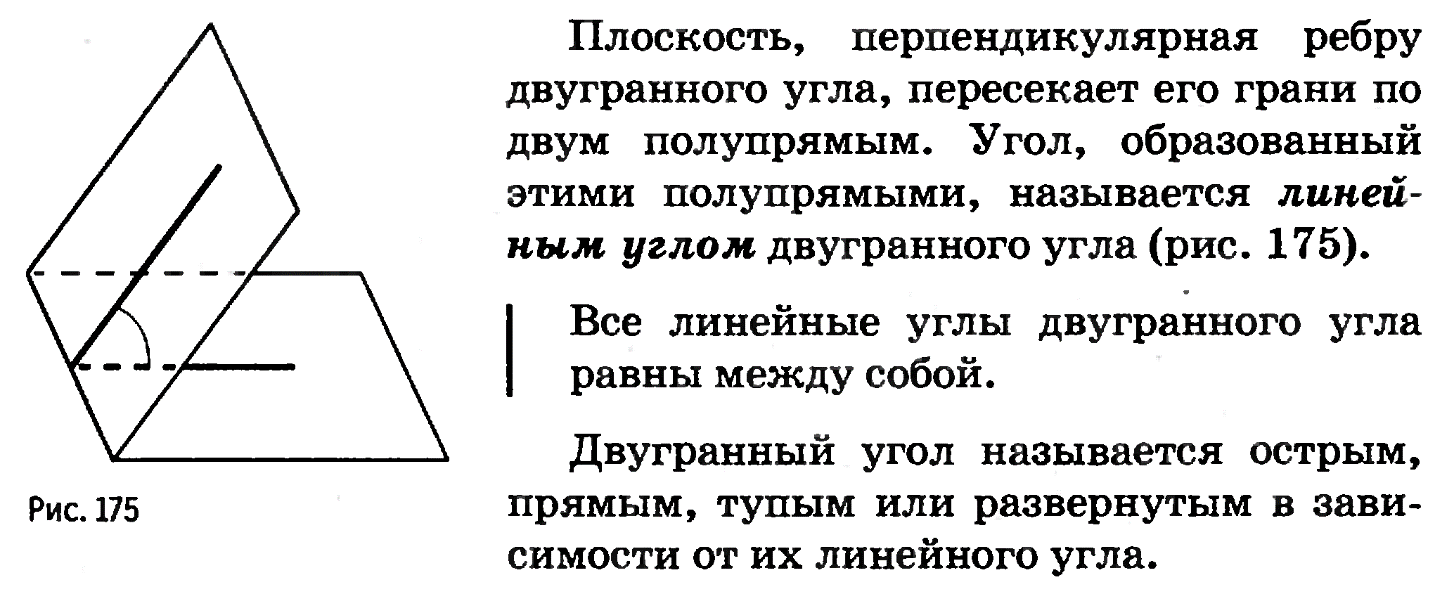 Плоскость, перпендикулярная ребру
двугранного угла, пересекает его грани по
двум полупрямым. Угол, образованный
этими полупрямыми, называется линей-
ным углом двугранного угла (рис. 175).
Все линейные углы двугранного угла
равны между собой.
Двугранный угол называется острым,
прямым, тупым или развернутым в зави-
симости от их линейного угла.
Рис. 175